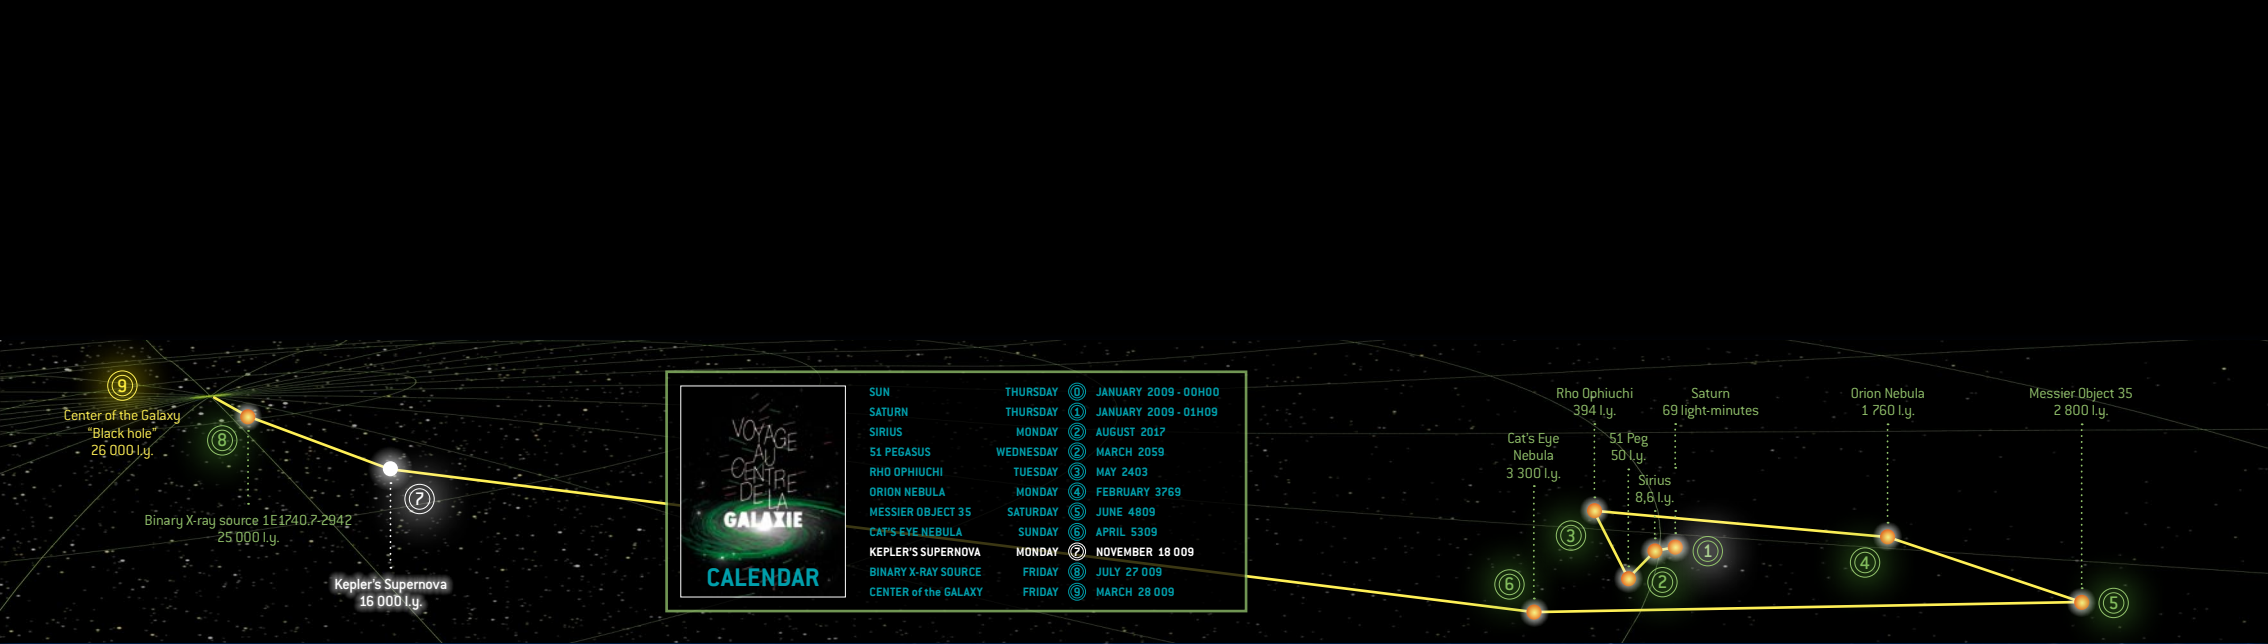 9
Center of the Galaxy
“Black hole”
26 000 l.y.
8
Binary X-ray source 1E1740.7-2942
25 000 l.y.
7
Kepler's Supernova
16 000 l.y.
VOYAGE
AU
CENTRE
DE LA
GALAXIE
CALENDAR
SUN THURSDAY 0 JANUARY 2009 - 00H00
SATURN THURSDAY 1 JANUARY 2009 - 01H09
SIRIUS MONDAY 2 AUGUST 2017
51 PEGASUS WEDNESDAY 2 MARCH 2059
RHO OPHIUCHI TUESDAY 3 MAY 2403
ORION NEBULA MONDAY 4 FEBRUARY 3769
MESSIER OBJECT 35 SATURDAY 5 JUNE 4809
CAT'S EYE NEBULA SUNDAY 6 APRIL 5309
KEPLER'S SUPERNOVA MONDAY 7 NOVEMBER 18 009
BINARY X-RAY SOURCE FRIDAY 8 JULY 27 009
CENTER of the GALAXY FRIDAY 9 MARCH 28 009
Cat's Eye
Nebula
3 300 l.y.
6
Rho Ophiuchi
394 l.y.
3
51 Peg
50 l.y.
Sirius
8,6 l.y.
2
Saturn
69 light-minutes
1
Orion Nebula
1 760 l.y.
4
Messier Object 35
2 800 l.y.
5